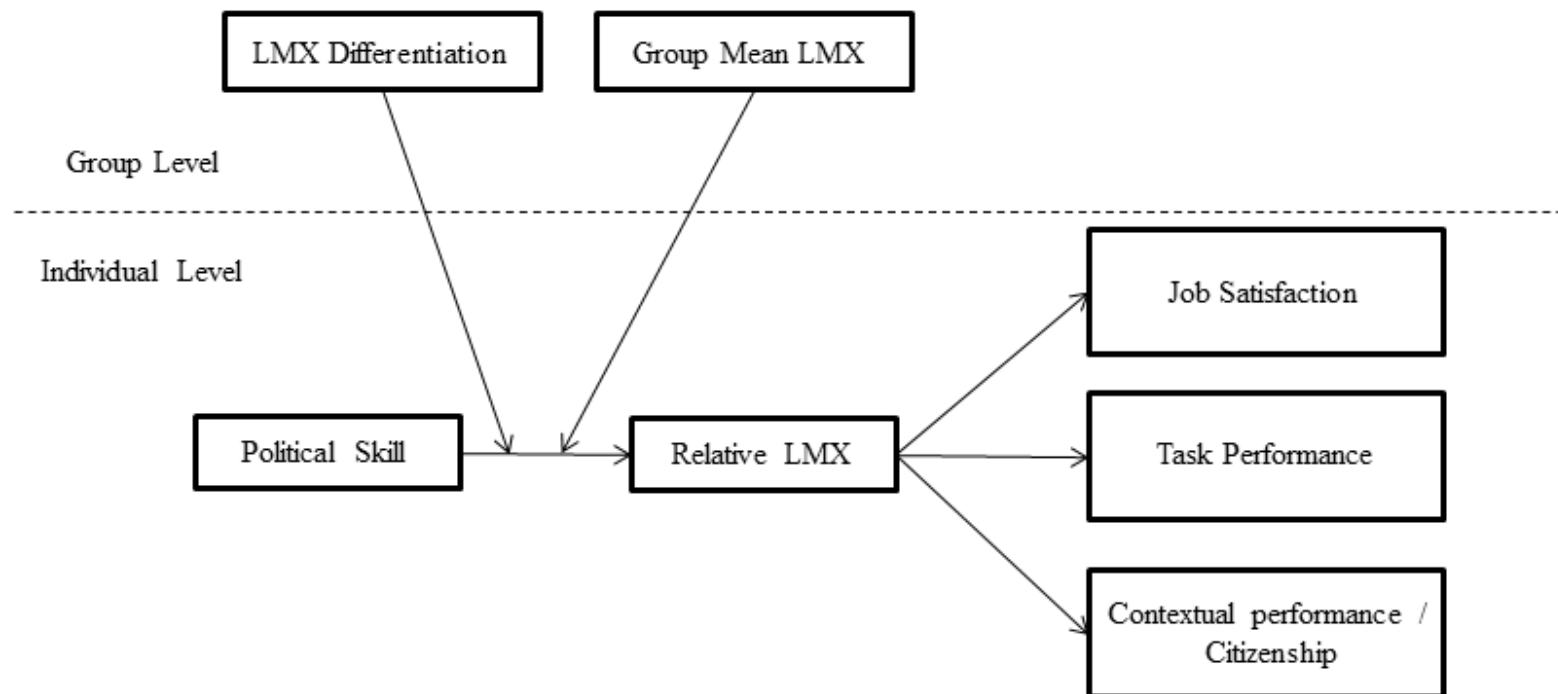 LMX Differentiation
Group Mean LMX
Group Level
Individual Level
Job Satisfaction
Political Skill
Relative LMX
Task Performance
Contextual performance /
Citizenship